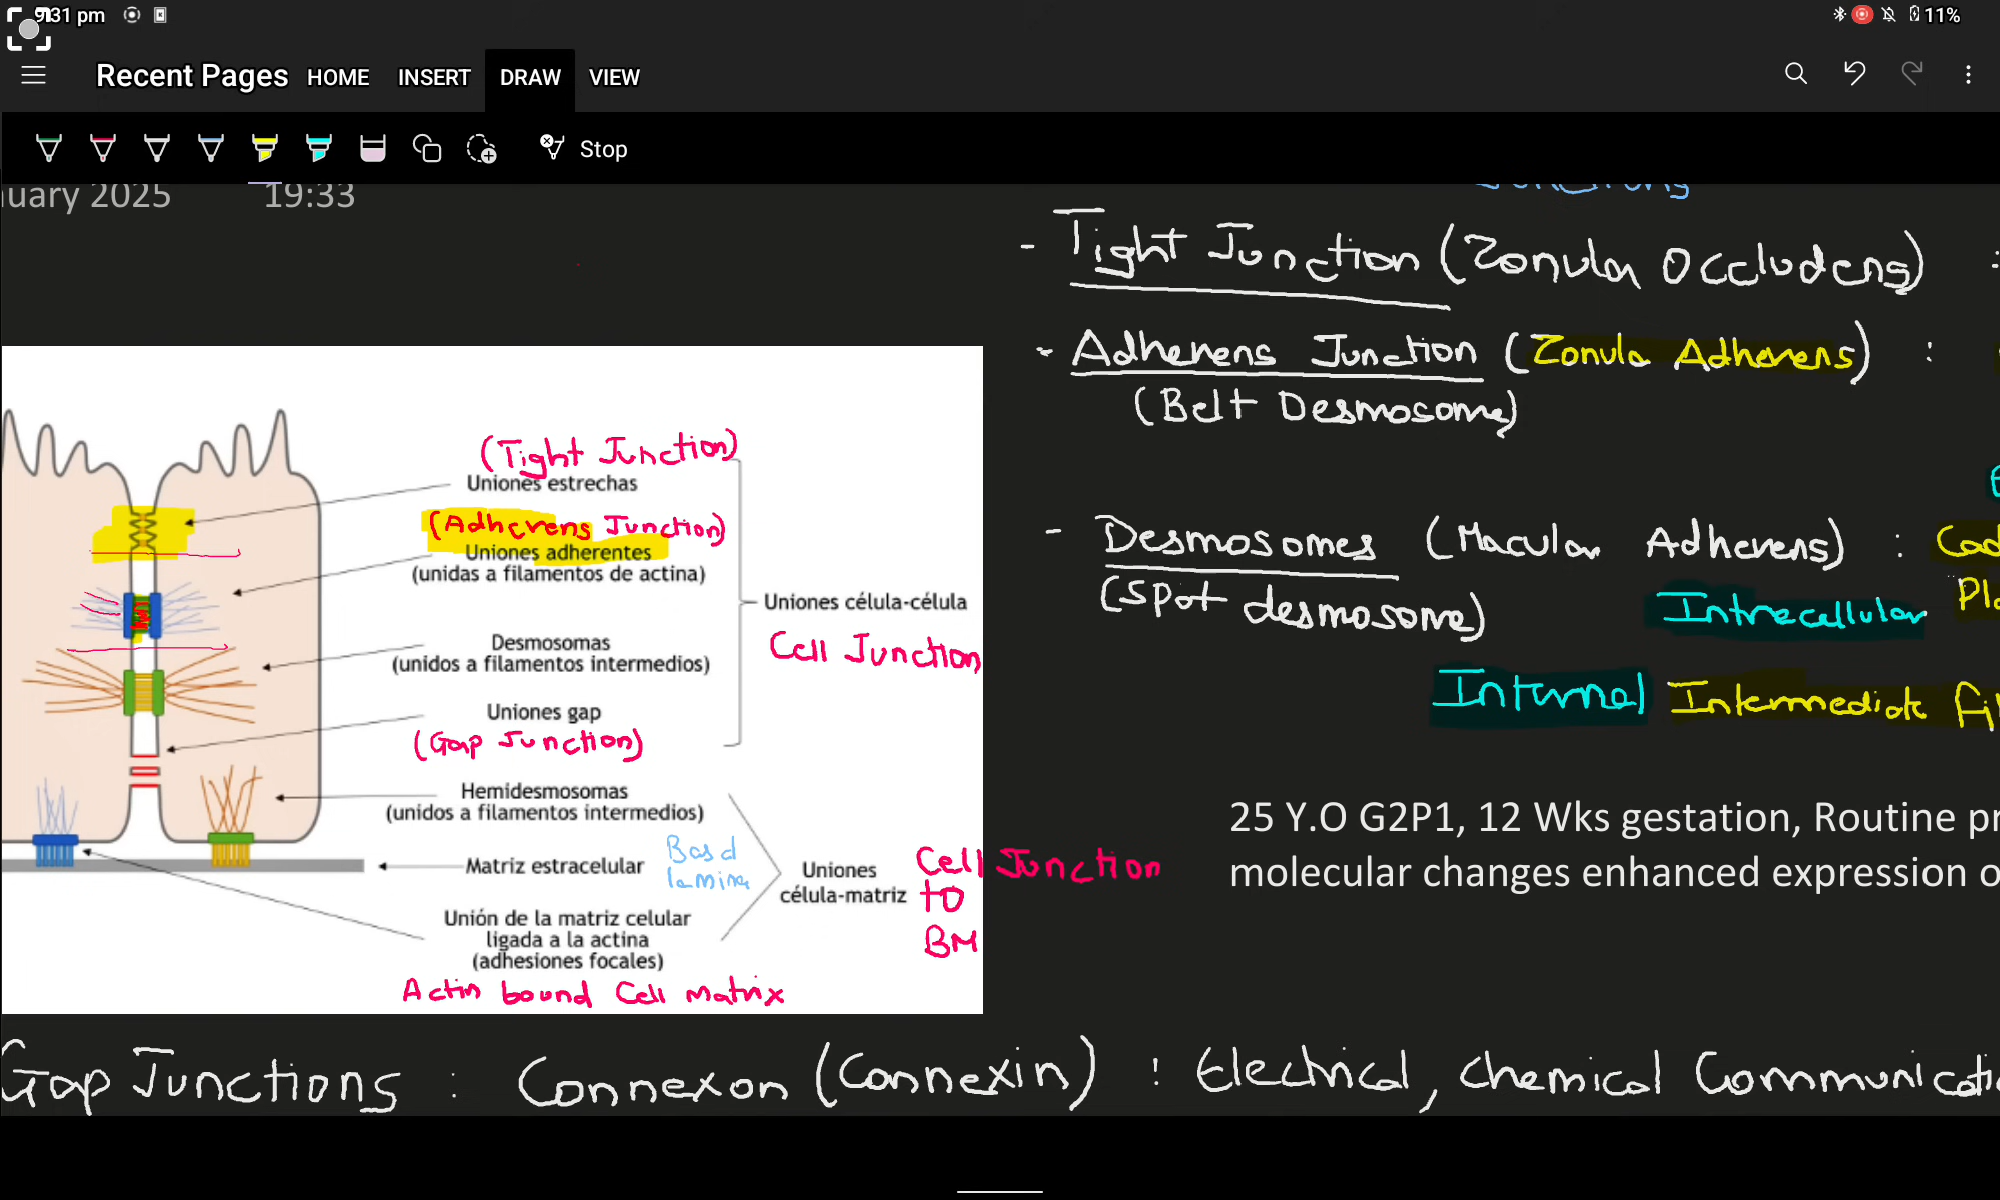 9:31 pm
11%
Recent Pages HOME INSERT DRAW VIEW
Stop
nuary 2025 19:33
- Tight Junction (Zonula Occludens) :
- Adherens Junction (Zonula Adherens) :
(Belt Desmosome)
- Desmosomes (Macular Adherens) :
(Spot desmosome)
Intracellular
Internal Intermediate
(Tight Junction)
Uniones estrechas
(Adherens Junction)
Uniones adherentes
(unidas a filamentos de actina)
Uniones célula-célula
Cell Junction
Desmosomas
(unidos a filamentos intermedios)
Uniones gap
(Gap Junction)
Hemidesmosomas
(unidos a filamentos intermedios)
Matriz estracelular
lamina
Uniones
célula-matriz
Cell Junction
TO
BM
Unión de la matriz celular
ligada a la actina
(adhesiones focales)
Actin bound Cell matrix
25 Y.O G2P1, 12 Wks gestation, Routine pr
molecular changes enhanced expression o
Gap Junctions : Connexon (Connexin) : Electrical, Chemical Communicati